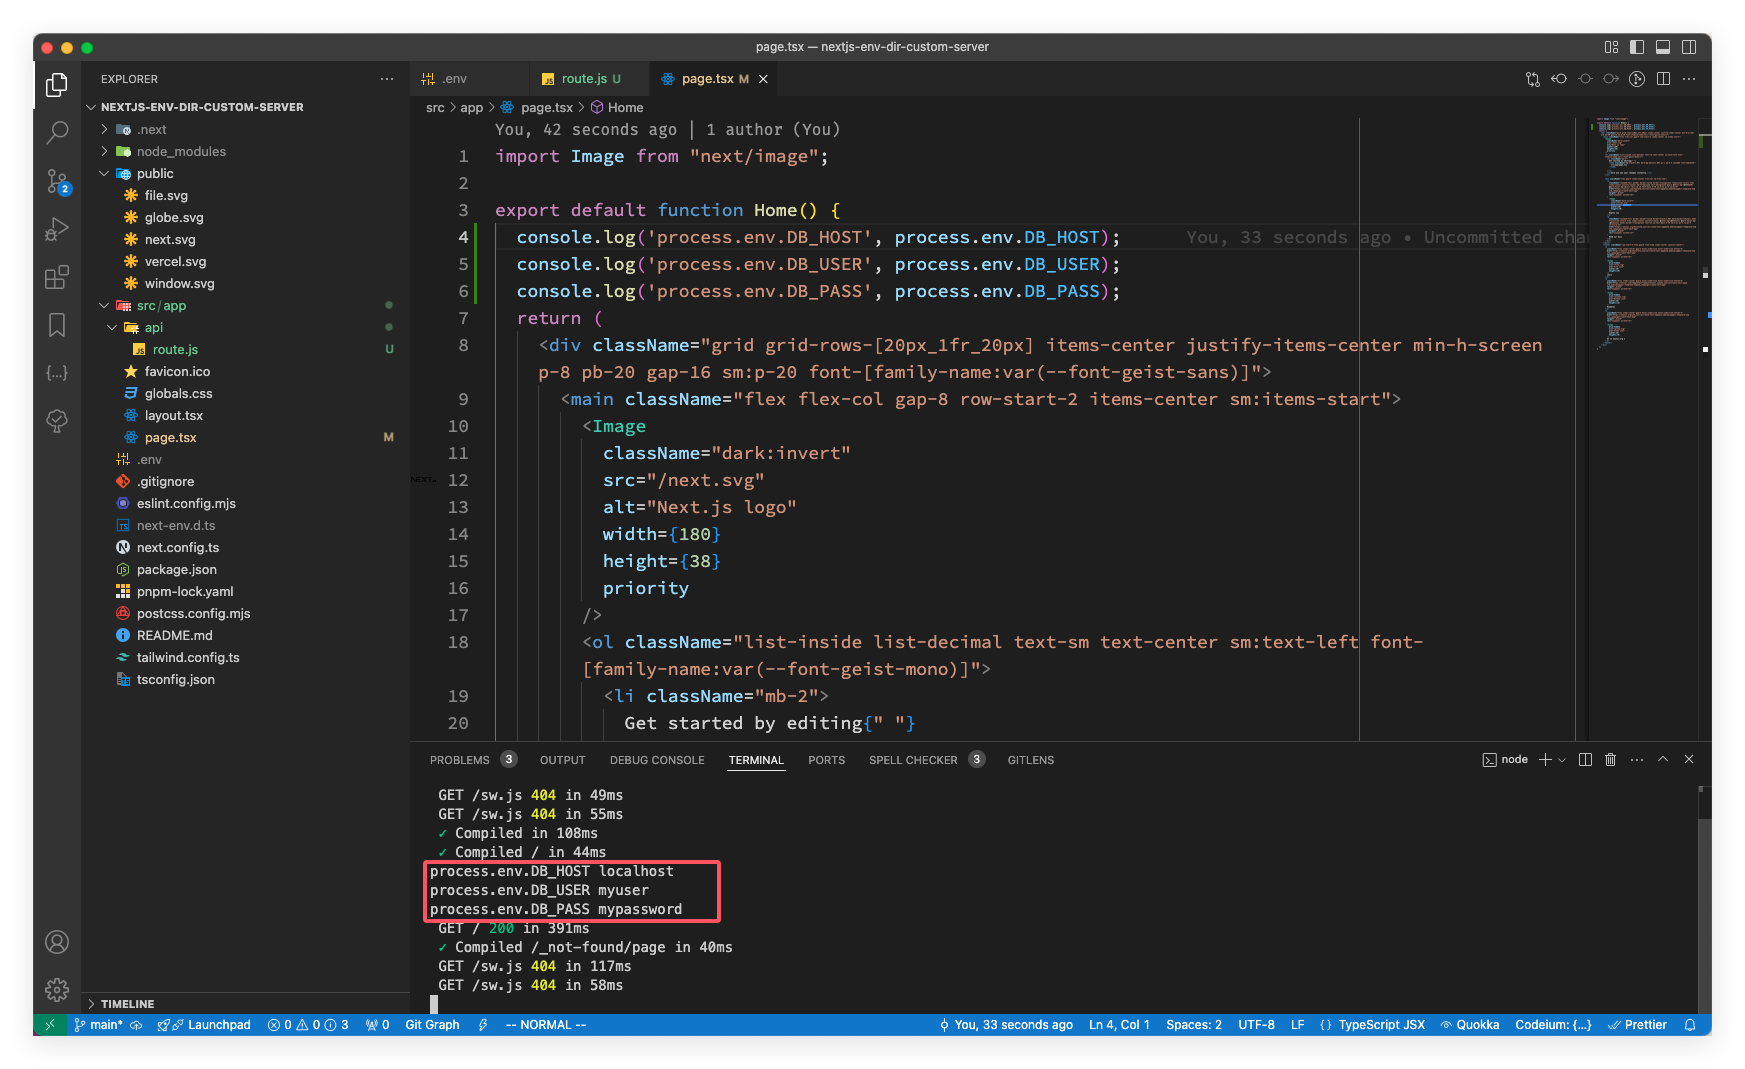 page.tsx — nextjs-env-dir-custom-server
EXPLORER
NEXTJS-ENV-DIR-CUSTOM-SERVER
.next
node_modules
public
file.svg
globe.svg
next.svg
vercel.svg
window.svg
src/app
api
route.js U
favicon.ico
globals.css
layout.tsx
page.tsx M
.env
.gitignore
eslint.config.mjs
next-env.d.ts
next.config.ts
package.json
pnpm-lock.yaml
postcss.config.mjs
README.md
tailwind.config.ts
tsconfig.json
TIMELINE
2
.env
route.js U
page.tsx M
src > app > page.tsx > Home
You, 42 seconds ago | 1 author (You)
1 import Image from "next/image";
2
3 export default function Home() {
4 console.log('process.env.DB_HOST', process.env.DB_HOST); You, 33 seconds ago • Uncommitted cha
5 console.log('process.env.DB_USER', process.env.DB_USER);
6 console.log('process.env.DB_PASS', process.env.DB_PASS);
7 return (
8 <div className="grid grid-rows-[20px_1fr_20px] items-center justify-items-center min-h-screen
p-8 pb-20 gap-16 sm:p-20 font-[family-name:var(--font-geist-sans)]">
9 <main className="flex flex-col gap-8 row-start-2 items-center sm:items-start">
10 <Image
11 className="dark:invert"
12 src="/next.svg"
13 alt="Next.js logo"
14 width={180}
15 height={38}
16 priority
17 />
18 <ol className="list-inside list-decimal text-sm text-center sm:text-left font-
[family-name:var(--font-geist-mono)]">
19 <li className="mb-2">
20 Get started by editing{" "}
PROBLEMS 3 OUTPUT DEBUG CONSOLE TERMINAL PORTS SPELL CHECKER 3 GITLENS
node
GET /sw.js 404 in 49ms
GET /sw.js 404 in 55ms
✓ Compiled in 108ms
✓ Compiled / in 44ms
process.env.DB_HOST localhost
process.env.DB_USER myuser
process.env.DB_PASS mypassword
GET / 200 in 391ms
✓ Compiled /_not-found/page in 40ms
GET /sw.js 404 in 117ms
GET /sw.js 404 in 58ms
main* Launchpad 0 0 3 0 Git Graph -- NORMAL -- You, 33 seconds ago Ln 4, Col 1 Spaces: 2 UTF-8 LF {} TypeScript JSX Quokka Codeium: {...} Prettier